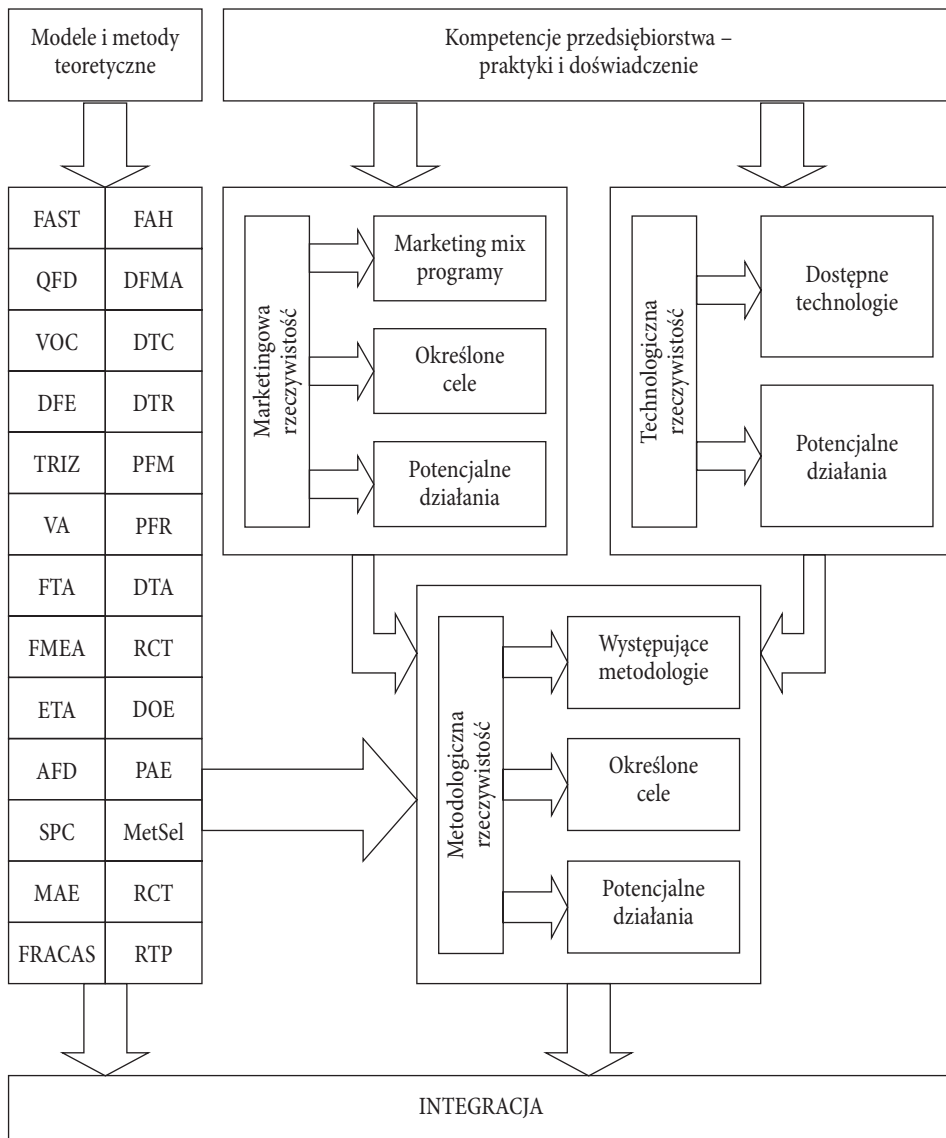 Modele i metody
teoretyczne
Kompetencje przedsiębiorstwa –
praktyki i doświadczenie
FAST
FAH
QFD
DFMA
VOC
DTC
DFE
DTR
TRIZ
PFM
VA
PFR
FTA
DTA
FMEA
RCT
ETA
DOE
AFD
PAE
SPC
MetSel
MAE
RCT
FRACAS
RTP
Marketingowa
rzeczywistość
Marketing mix
programy
Określone
cele
Potencjalne
działania
Technologiczna
rzeczywistość
Dostępne
technologie
Potencjalne
działania
Metodologiczna
rzeczywistość
Występujące
metodologie
Określone
cele
Potencjalne
działania
INTEGRACJA